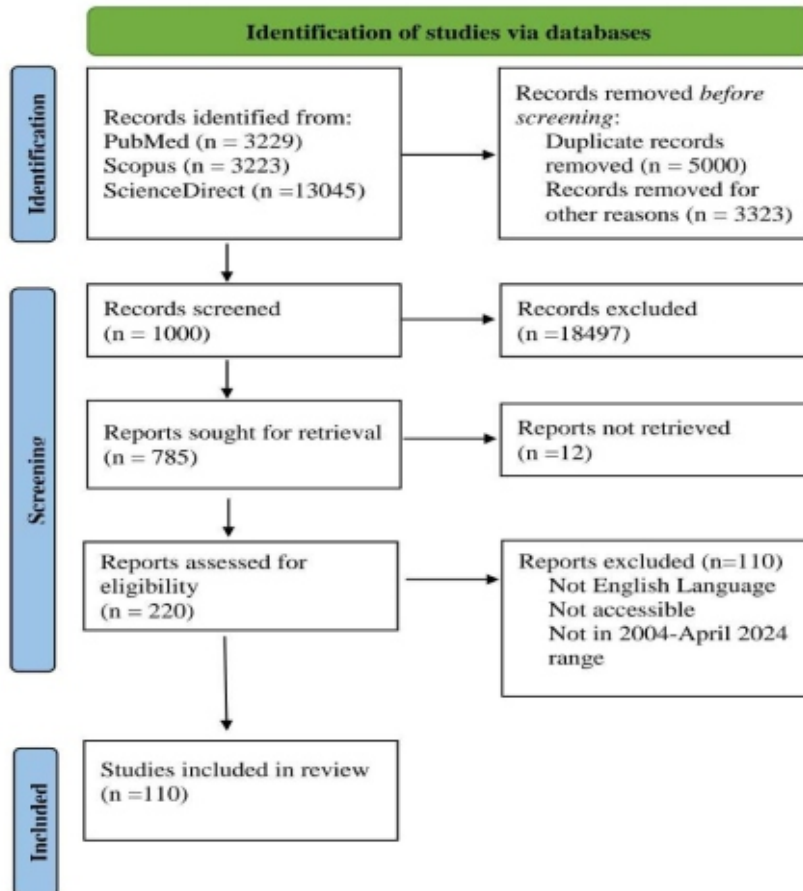 Identification of studies via databases
Identification
Records identified from:
PubMed (n = 3229)
Scopus (n = 3223)
ScienceDirect (n =13045)
Records removed before
screening:
Duplicate records
removed (n = 5000)
Records removed for
other reasons (n = 3323)
Screening
Records screened
(n = 1000)
Records excluded
(n =18497)
Reports sought for retrieval
(n = 785)
Reports not retrieved
(n =12)
Reports assessed for
eligibility
(n = 220)
Reports excluded (n=110)
Not English Language
Not accessible
Not in 2004-April 2024
range
Included
Studies included in review
(n =110)